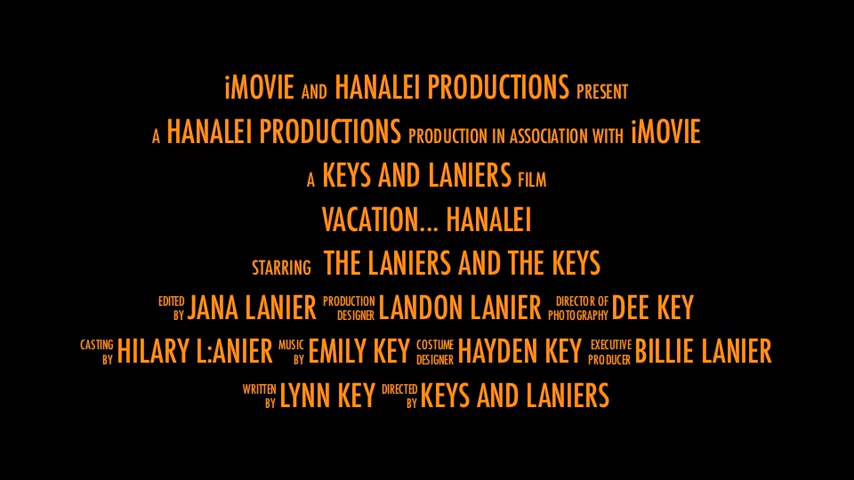 iMOVIE AND HANALEI PRODUCTIONS PRESENT
A HANALEI PRODUCTIONS PRODUCTION IN ASSOCIATION WITH iMOVIE
A KEYS AND LANIERS FILM
VACATION... HANALEI
STARRING THE LANIERS AND THE KEYS
EDITED BY JANA LANIER PRODUCTION DESIGNER LANDON LANIER DIRECTOR OF PHOTOGRAPHY DEE KEY
CASTING BY HILARY L:ANIER MUSIC BY EMILY KEY COSTUME DESIGNER HAYDEN KEY EXECUTIVE PRODUCER BILLIE LANIER
WRITTEN BY LYNN KEY DIRECTED BY KEYS AND LANIERS